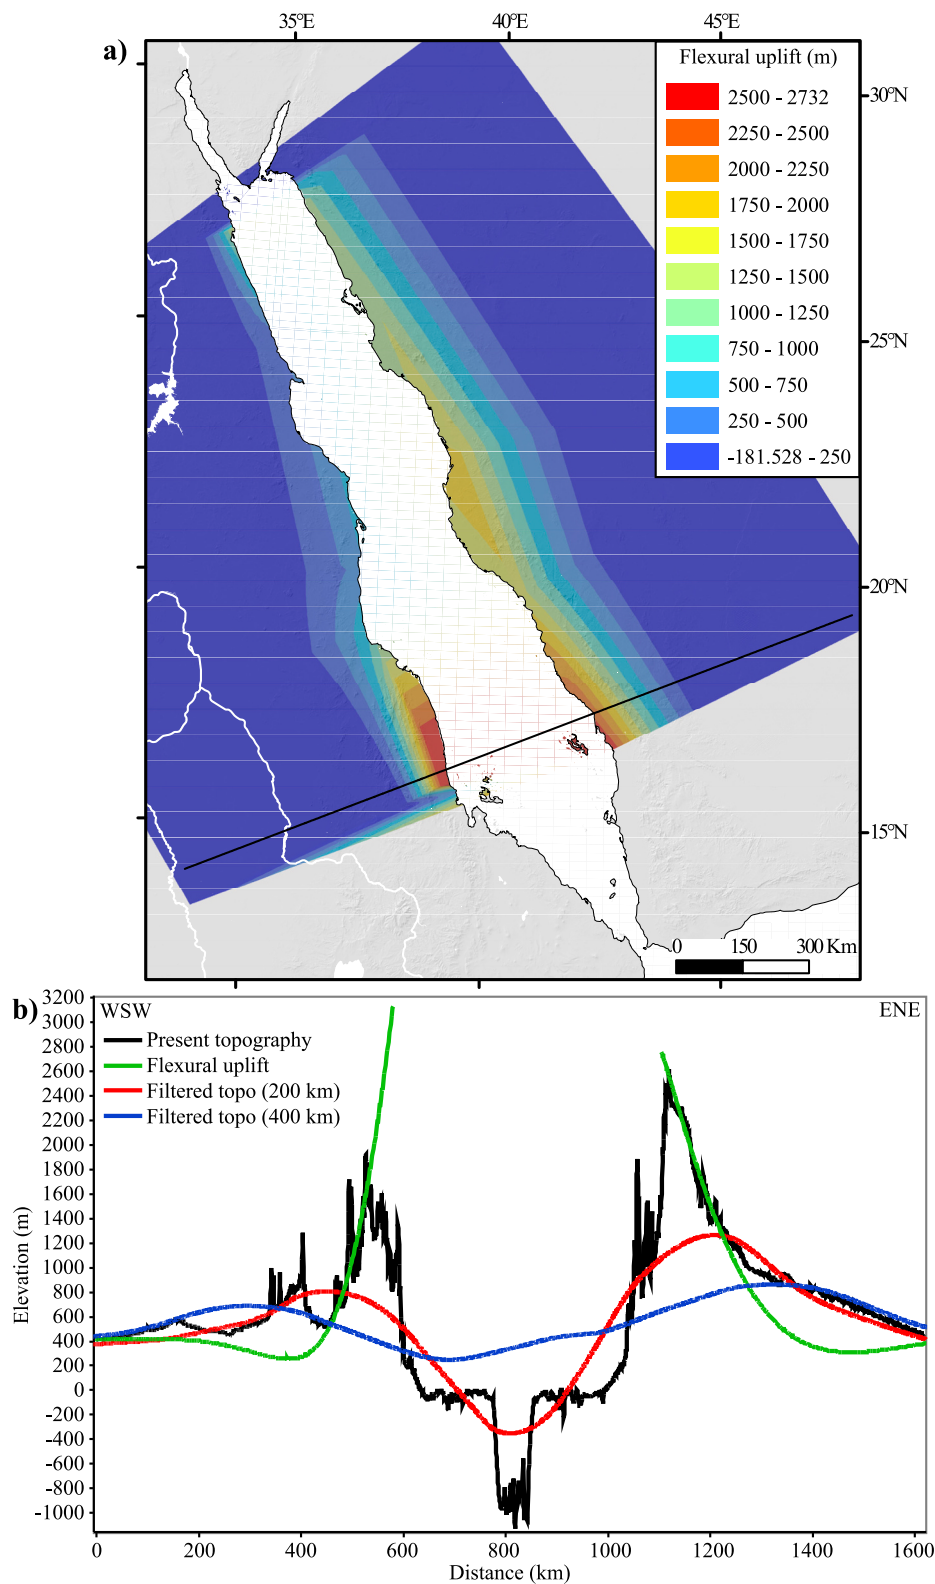 35ºE 40ºE 45ºE
a)
Flexural uplift (m)
2500 - 2732
2250 - 2500
2000 - 2250
1750 - 2000
1500 - 1750
1250 - 1500
1000 - 1250
750 - 1000
500 - 750
250 - 500
-181.528 - 250
30ºN
25ºN
20ºN
15ºN
0 150 300 Km
b)
WSW ENE
Present topography
Flexural uplift
Filtered topo (200 km)
Filtered topo (400 km)
Elevation (m)
3200
3000
2800
2600
2400
2200
2000
1800
1600
1400
1200
1000
800
600
400
200
0
-200
-400
-600
-800
-1000
0 200 400 600 800 1000 1200 1400 1600
Distance (km)